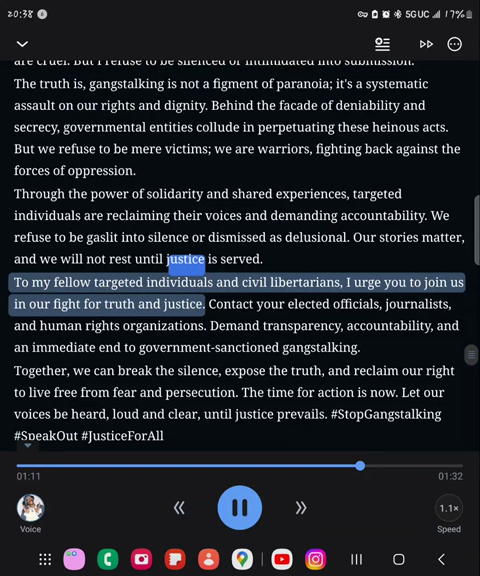 20:38
5GUC 17%
are cruel. But I refuse to be silenced or intimidated into submission.
The truth is, gangstalking is not a figment of paranoia; it's a systematic
assault on our rights and dignity. Behind the facade of deniability and
secrecy, governmental entities collude in perpetuating these heinous acts.
But we refuse to be mere victims; we are warriors, fighting back against the
forces of oppression.
Through the power of solidarity and shared experiences, targeted
individuals are reclaiming their voices and demanding accountability. We
refuse to be gaslit into silence or dismissed as delusional. Our stories matter,
and we will not rest until justice is served.
To my fellow targeted individuals and civil libertarians, I urge you to join us
in our fight for truth and justice. Contact your elected officials, journalists,
and human rights organizations. Demand transparency, accountability, and
an immediate end to government-sanctioned gangstalking.
Together, we can break the silence, expose the truth, and reclaim our right
to live free from fear and persecution. The time for action is now. Let our
voices be heard, loud and clear, until justice prevails. #StopGangstalking
#SpeakOut #JusticeForAll
01:11 01:32
1.1×
Voice Speed